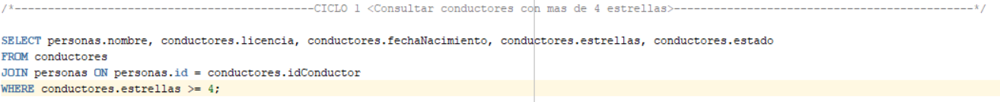 /*---------------------------------------------CICLO 1 <Consultar conductores con mas de 4 estrellas>---------------------------------------------*/
SELECT personas.nombre, conductores.licencia, conductores.fechaNacimiento, conductores.estrellas, conductores.estado
FROM conductores
JOIN personas ON personas.id = conductores.idConductor
WHERE conductores.estrellas >= 4;